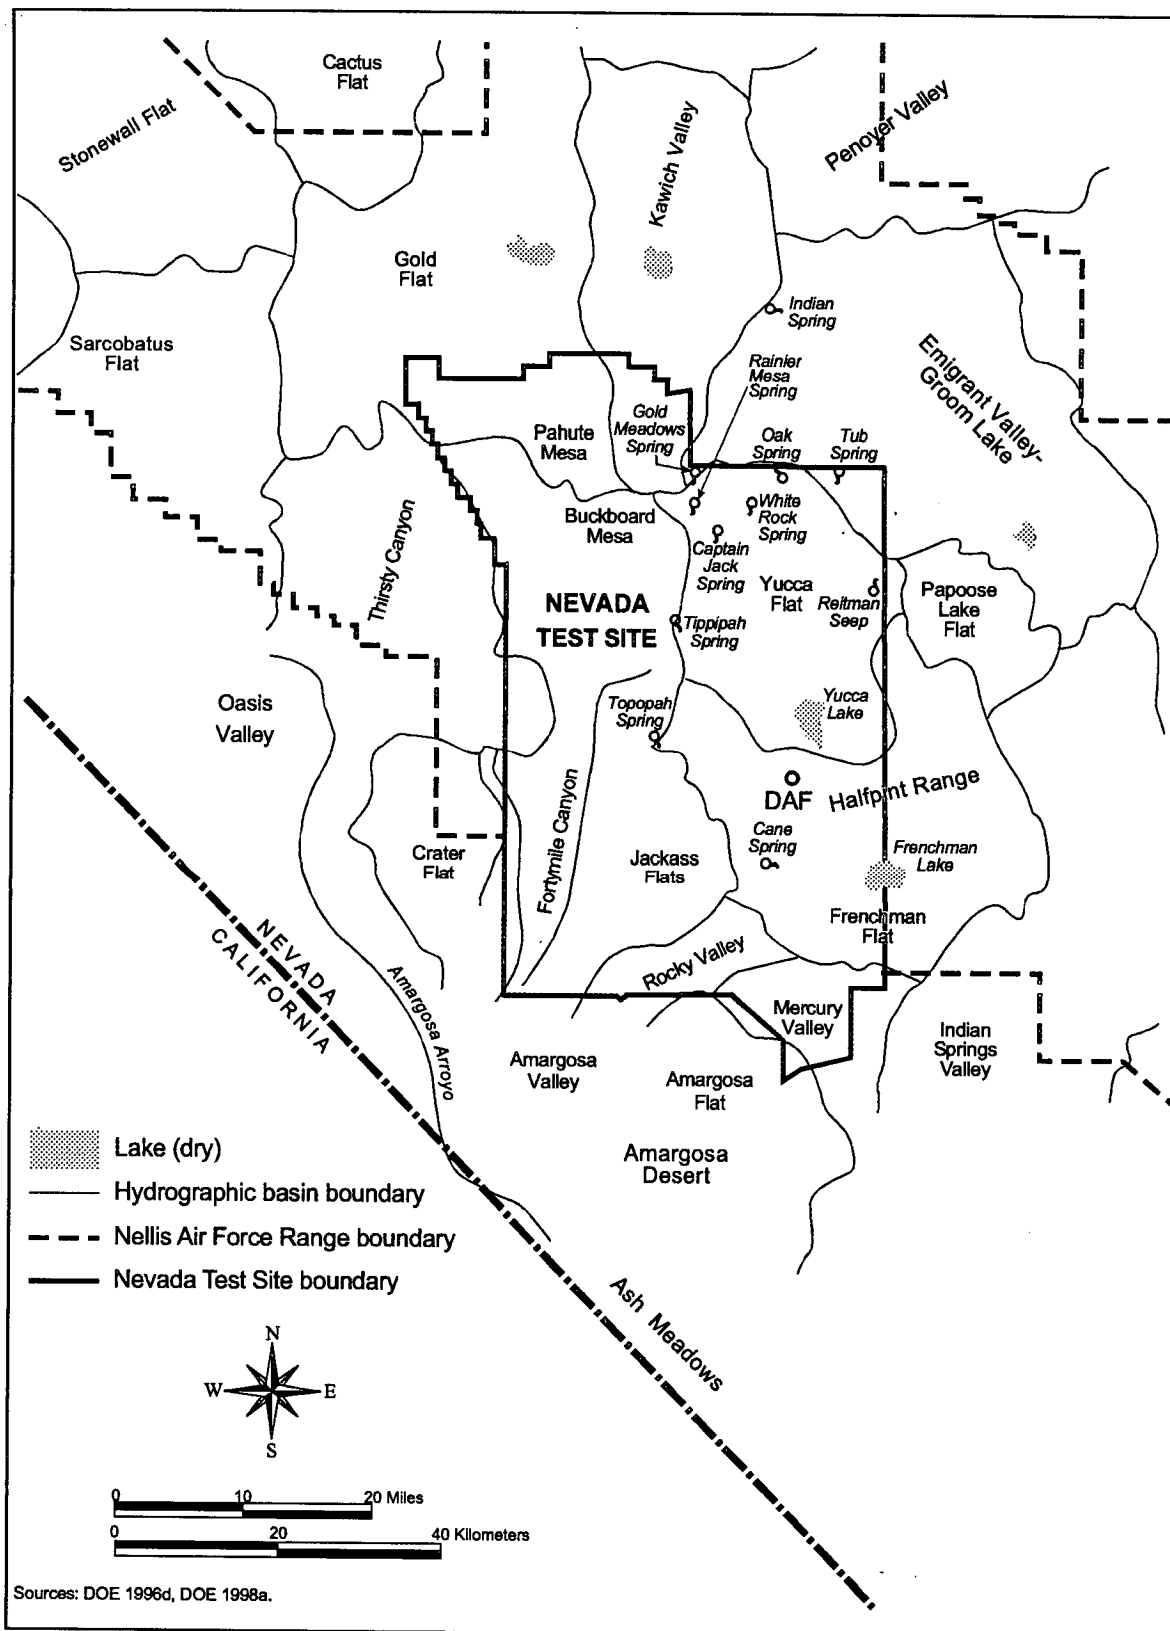 Cactus
Flat
Stonewall Flat
Kawich Valley
Penoyer Valley
Gold
Flat
Indian
Spring
Sarcobatus
Flat
Rainier
Mesa
Spring
Emigrant Valley-
Groom Lake
Gold
Meadows
Spring
Pahute
Mesa
Oak
Spring
Tub
Spring
Buckboard
Mesa
White
Rock
Spring
Captain
Jack
Spring
Thirsty Canyon
Yucca
Flat
Reitman
Seep
Papoose
Lake
Flat
NEVADA
TEST SITE
Tippipah
Spring
Oasis
Valley
Topopah
Spring
Yucca
Lake
DAF
Halfpint Range
Cane
Spring
Crater
Flat
Fortymile Canyon
Jackass
Flats
Frenchman
Lake
Frenchman
Flat
NEVADA
CALIFORNIA
Amargosa Arroyo
Rocky Valley
Mercury
Valley
Indian
Springs
Valley
Amargosa
Valley
Amargosa
Flat
Amargosa
Desert
Ash Meadows
Lake (dry)
Hydrographic basin boundary
Nellis Air Force Range boundary
Nevada Test Site boundary
N
W E
S
0 10 20 Miles
0 20 40 Kilometers
Sources: DOE 1996d, DOE 1998a.